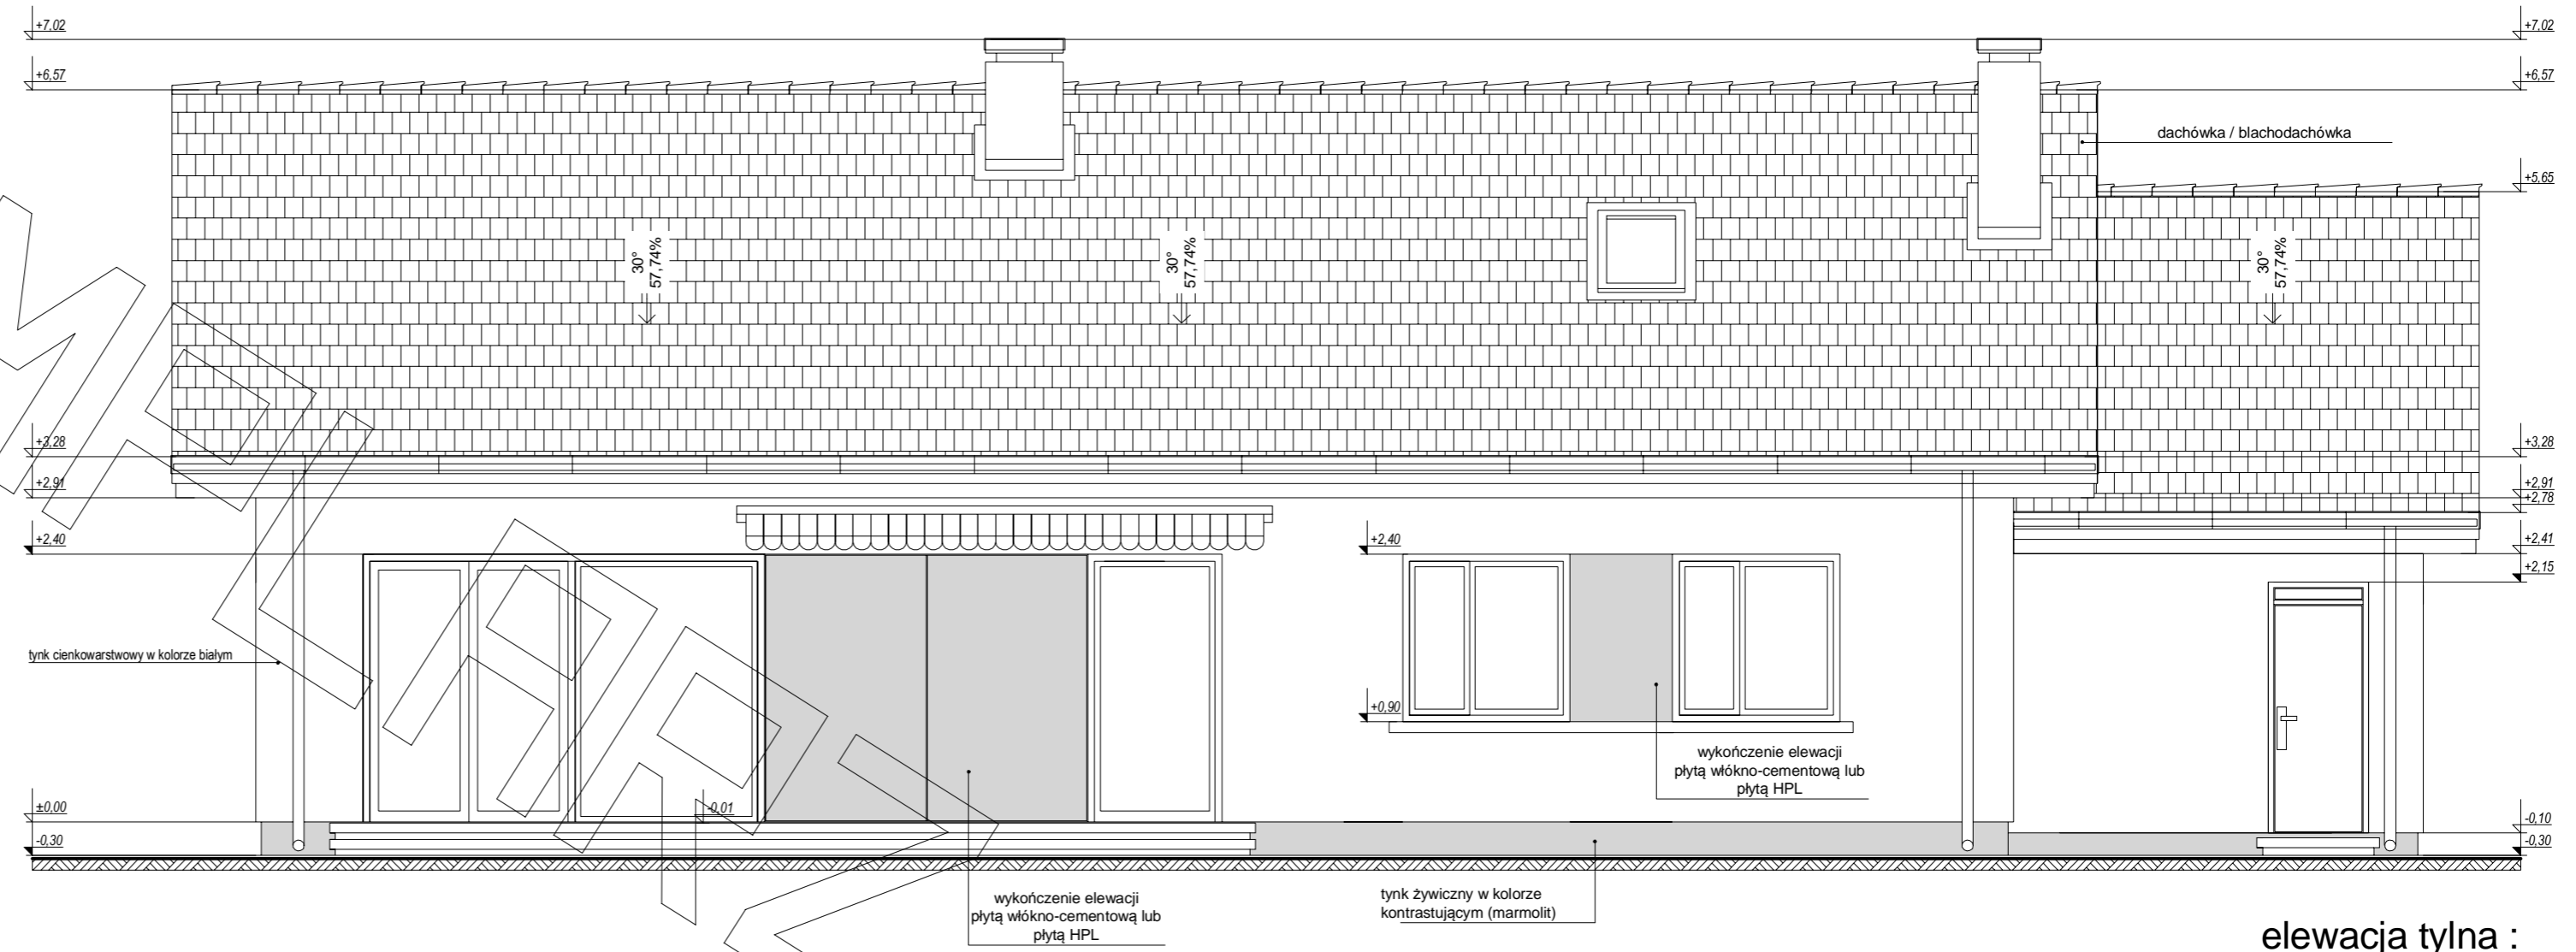 +7,02
+7,02
+6,57
+6,57
dachówka / blachodachówka
+5,65
30°
57,74%
30°
57,74%
30°
57,74%
+3,28
+3,28
+2,91
+2,91
+2,78
+2,40
+2,40
+2,41
+2,15
tynk cienkowarstwowy w kolorze białym
+0,90
wykończenie elewacji
płytą włókno-cementową lub
płytą HPL
±0,00
-0,01
-0,10
-0,30
-0,30
wykończenie elewacji
płytą włókno-cementową lub
płytą HPL
tynk żywiczny w kolorze
kontrastującym (marmolit)
elewacja tylna :